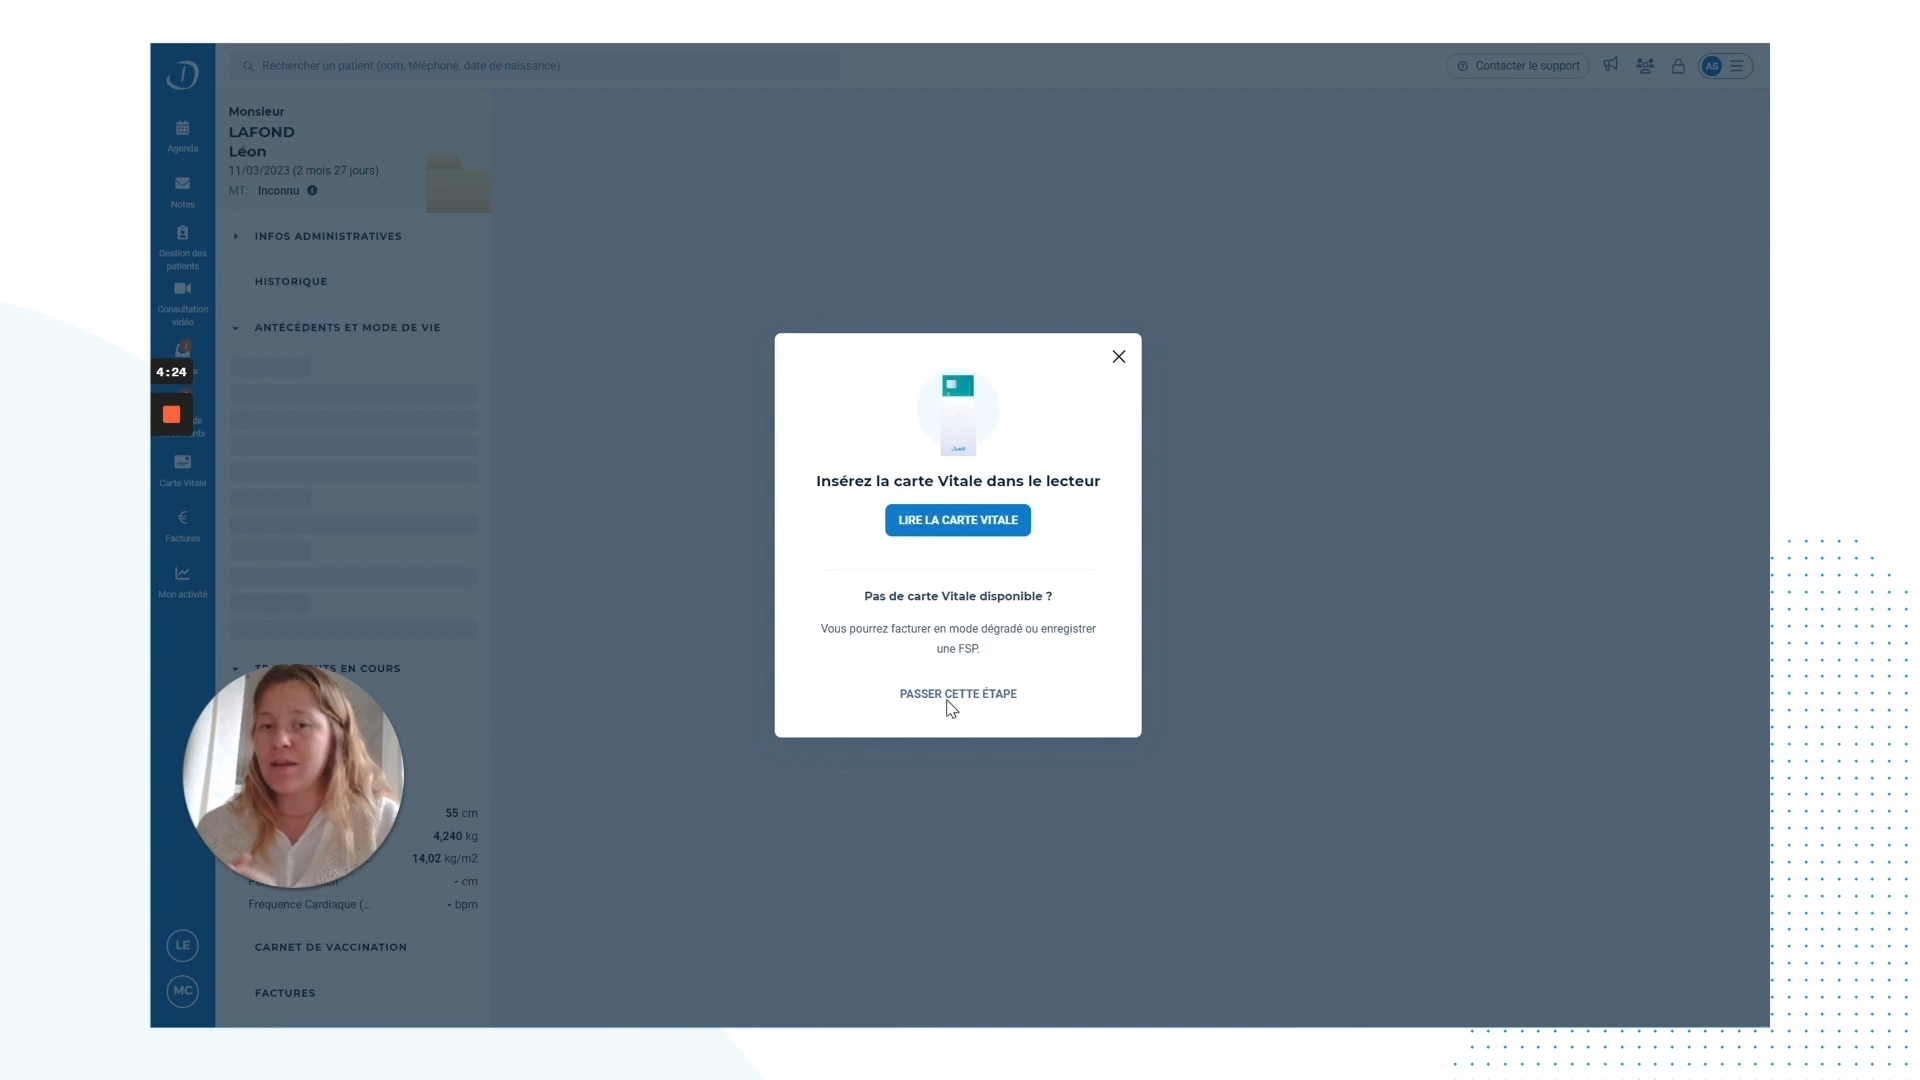 Rechercher un patient (nom, téléphone, date de naissance)
Contacter le support
AS
Agenda
Notes
Gestion des
patients
Consultation
vidéo
4:24
Carte Vitale
Factures
Mon activité
LE
MC
Monsieur
LAFOND
Léon
11/03/2023 (2 mois 27 jours)
MT: Inconnu
INFOS ADMINISTRATIVES
HISTORIQUE
ANTÉCÉDENTS ET MODE DE VIE
EN COURS
55 cm
4,240 kg
14,02 kg/m2
- cm
Fréquence Cardiaque (...
- bpm
CARNET DE VACCINATION
FACTURES
Insérez la carte Vitale dans le lecteur
LIRE LA CARTE VITALE
Pas de carte Vitale disponible ?
Vous pourrez facturer en mode dégradé ou enregistrer
une FSP.
PASSER CETTE ÉTAPE